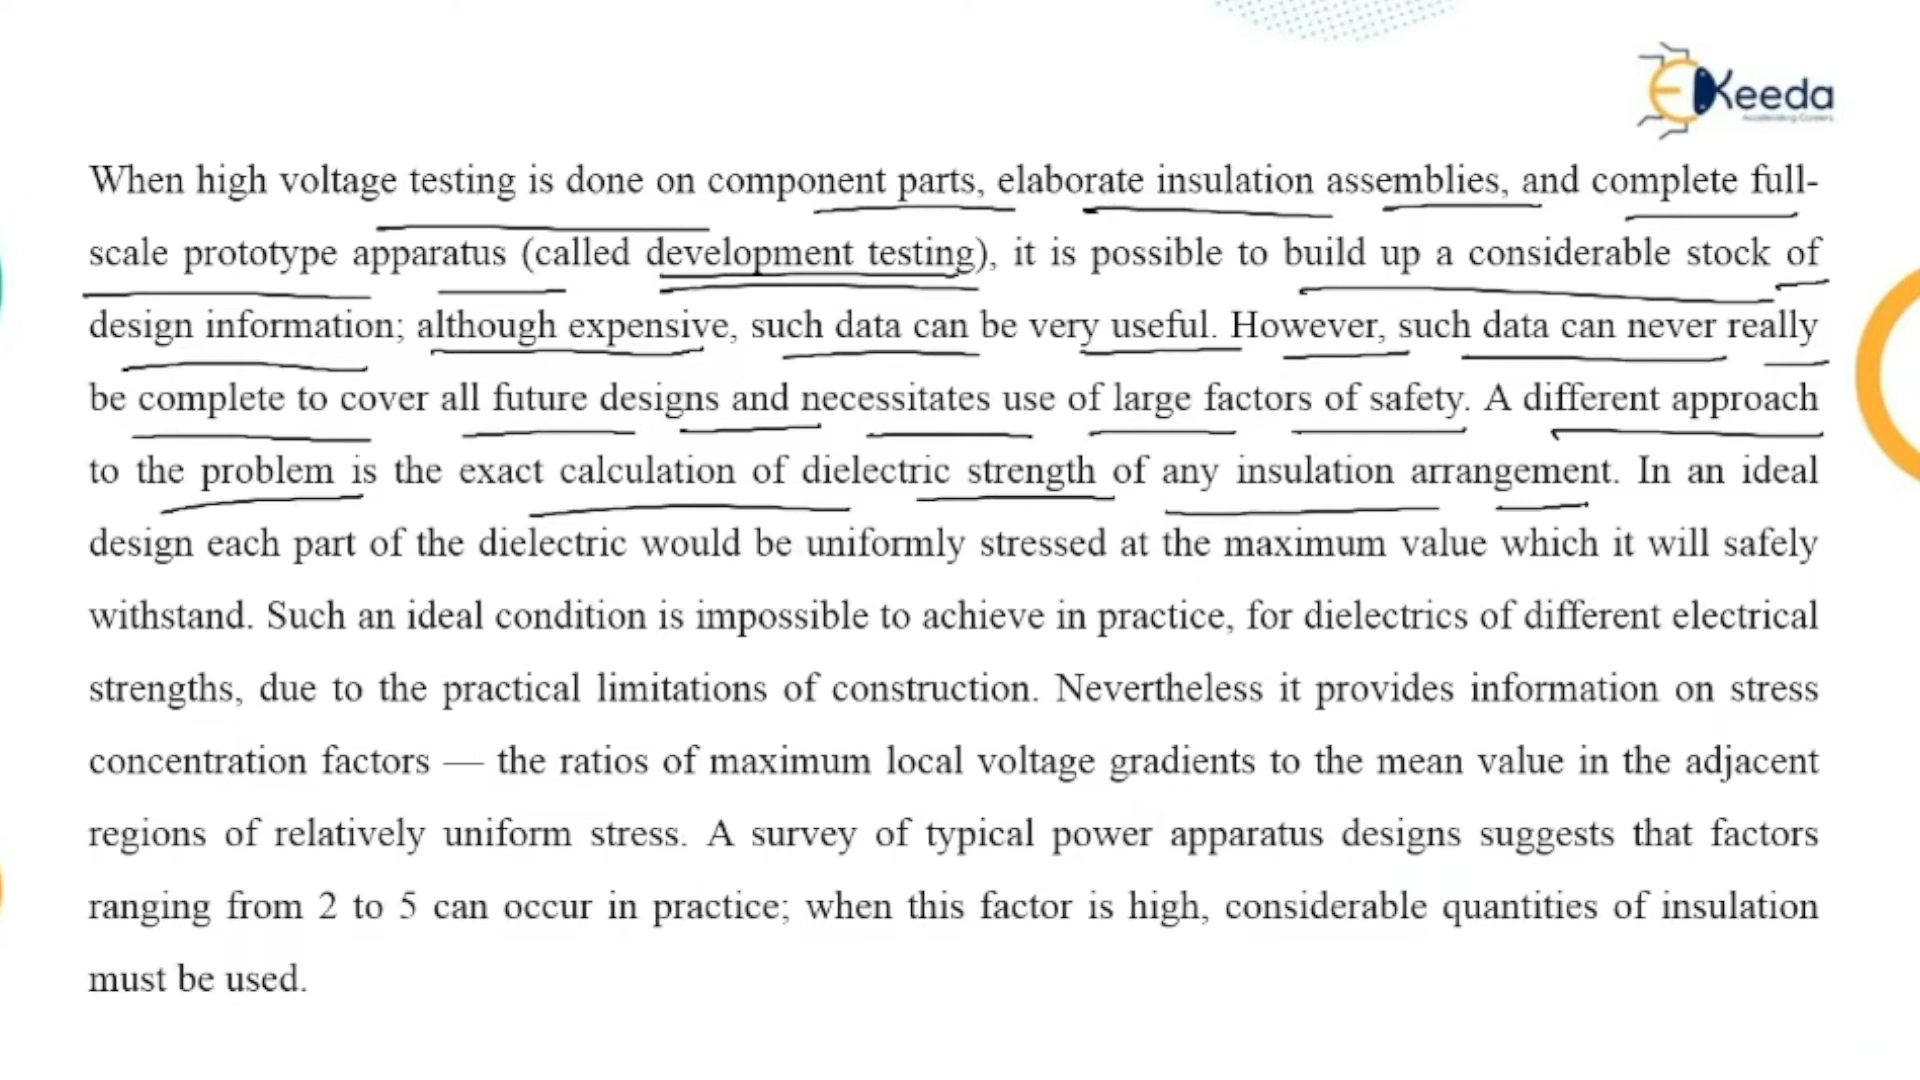 EKeeda
Accelerating Careers
When high voltage testing is done on component parts, elaborate insulation assemblies, and complete full-
scale prototype apparatus (called development testing), it is possible to build up a considerable stock of
design information; although expensive, such data can be very useful. However, such data can never really
be complete to cover all future designs and necessitates use of large factors of safety. A different approach
to the problem is the exact calculation of dielectric strength of any insulation arrangement. In an ideal
design each part of the dielectric would be uniformly stressed at the maximum value which it will safely
withstand. Such an ideal condition is impossible to achieve in practice, for dielectrics of different electrical
strengths, due to the practical limitations of construction. Nevertheless it provides information on stress
concentration factors — the ratios of maximum local voltage gradients to the mean value in the adjacent
regions of relatively uniform stress. A survey of typical power apparatus designs suggests that factors
ranging from 2 to 5 can occur in practice; when this factor is high, considerable quantities of insulation
must be used.